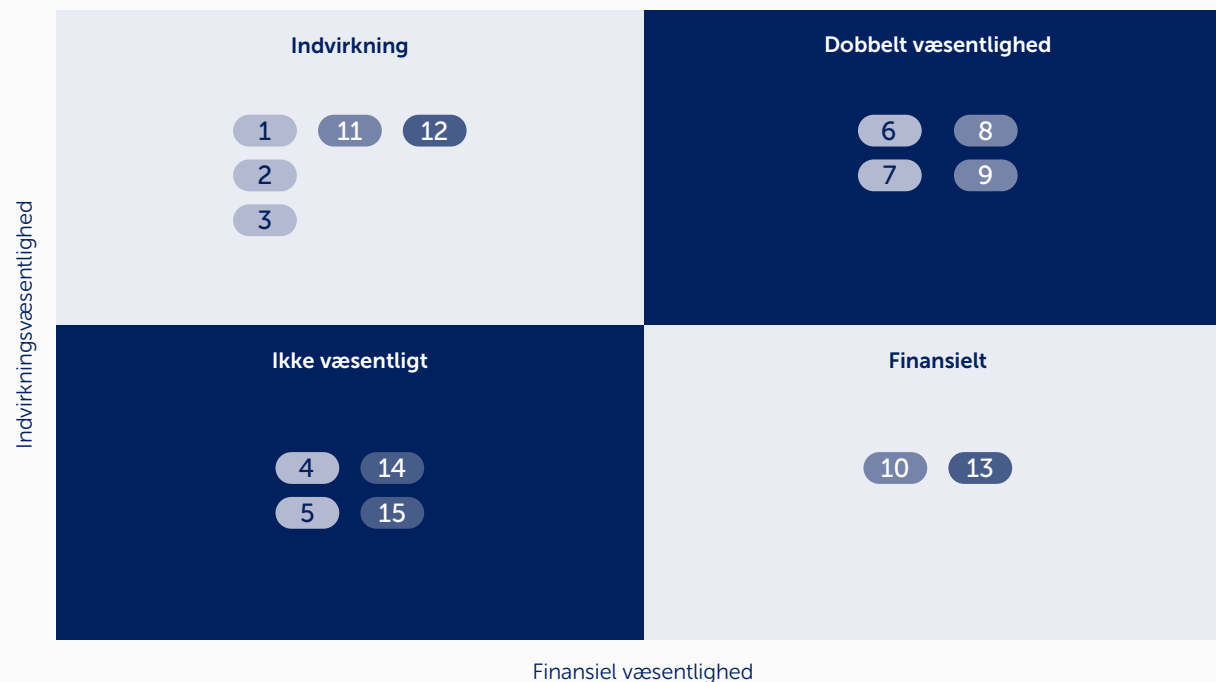 Indvirkning
1 11 12
2
3
Dobbelt væsentlighed
6 8
7 9
Indvirkningsvæsentlighed
Ikke væsentligt
4 14
5 15
Finansielt
10 13
Finansiel væsentlighed